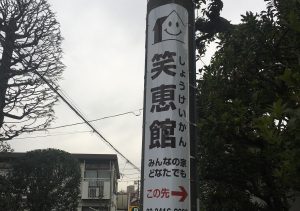 笑恵館
しょうけいかん
みんなの家
どなたでも
この先→